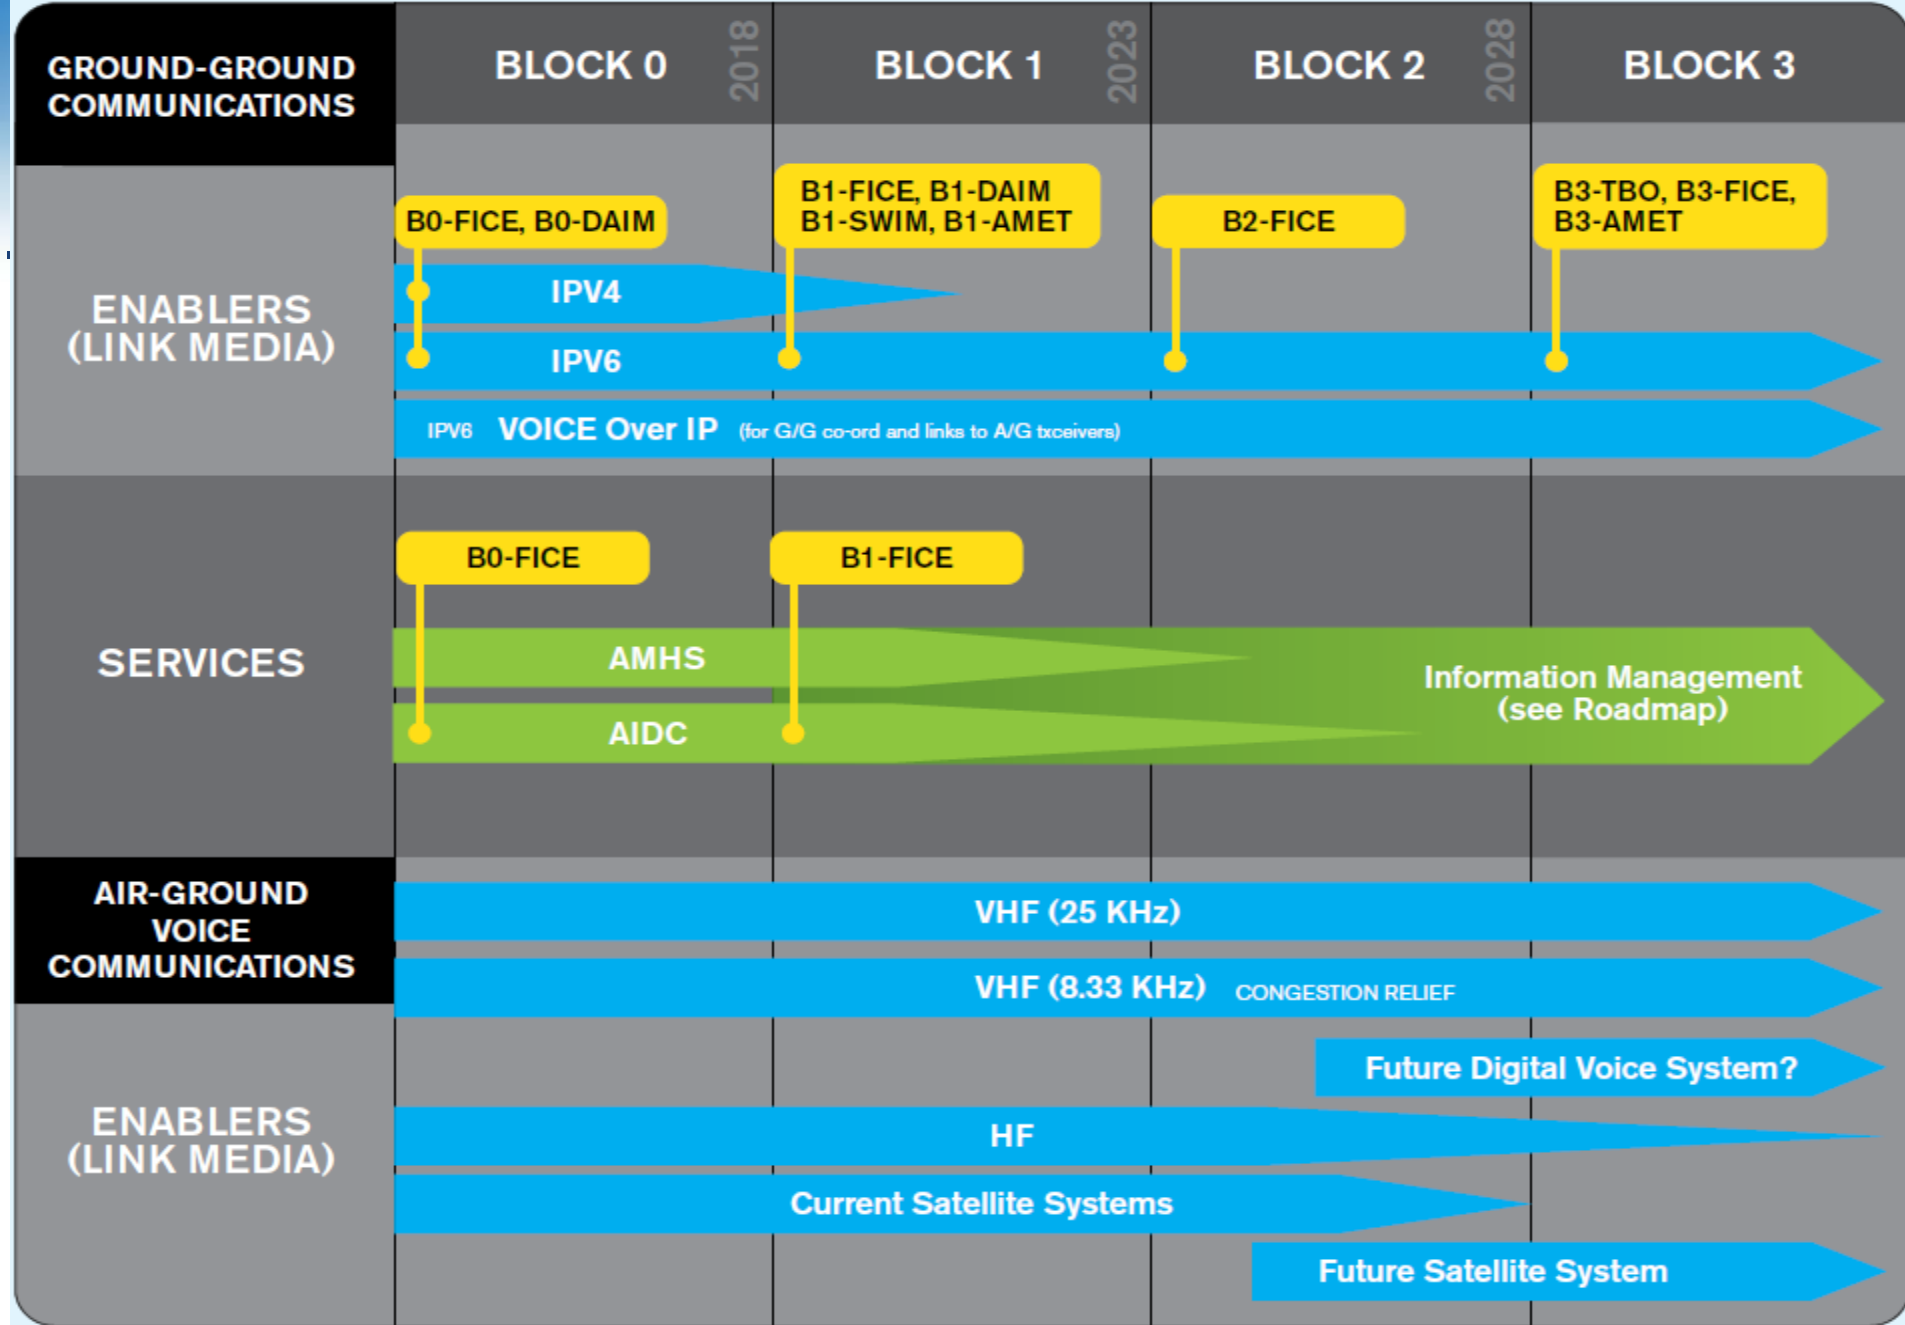 GROUND-GROUND
COMMUNICATIONS
BLOCK 0
2018
BLOCK 1
2023
BLOCK 2
2028
BLOCK 3
ENABLERS
(LINK MEDIA)
B0-FICE, B0-DAIM
B1-FICE, B1-DAIM
B1-SWIM, B1-AMET
B2-FICE
B3-TBO, B3-FICE,
B3-AMET
IPV4
IPV6
IPV6 VOICE Over IP (for G/G co-ord and links to A/G txceivers)
SERVICES
B0-FICE
B1-FICE
AMHS
AIDC
Information Management
(see Roadmap)
AIR-GROUND
VOICE
COMMUNICATIONS
ENABLERS
(LINK MEDIA)
VHF (25 KHz)
VHF (8.33 KHz) CONGESTION RELIEF
Future Digital Voice System?
HF
Current Satellite Systems
Future Satellite System